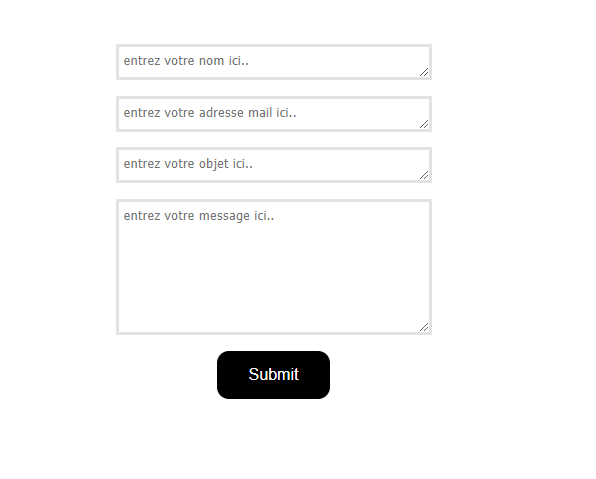 entrez votre nom ici..
entrez votre adresse mail ici..
entrez votre objet ici..
entrez votre message ici..
Submit